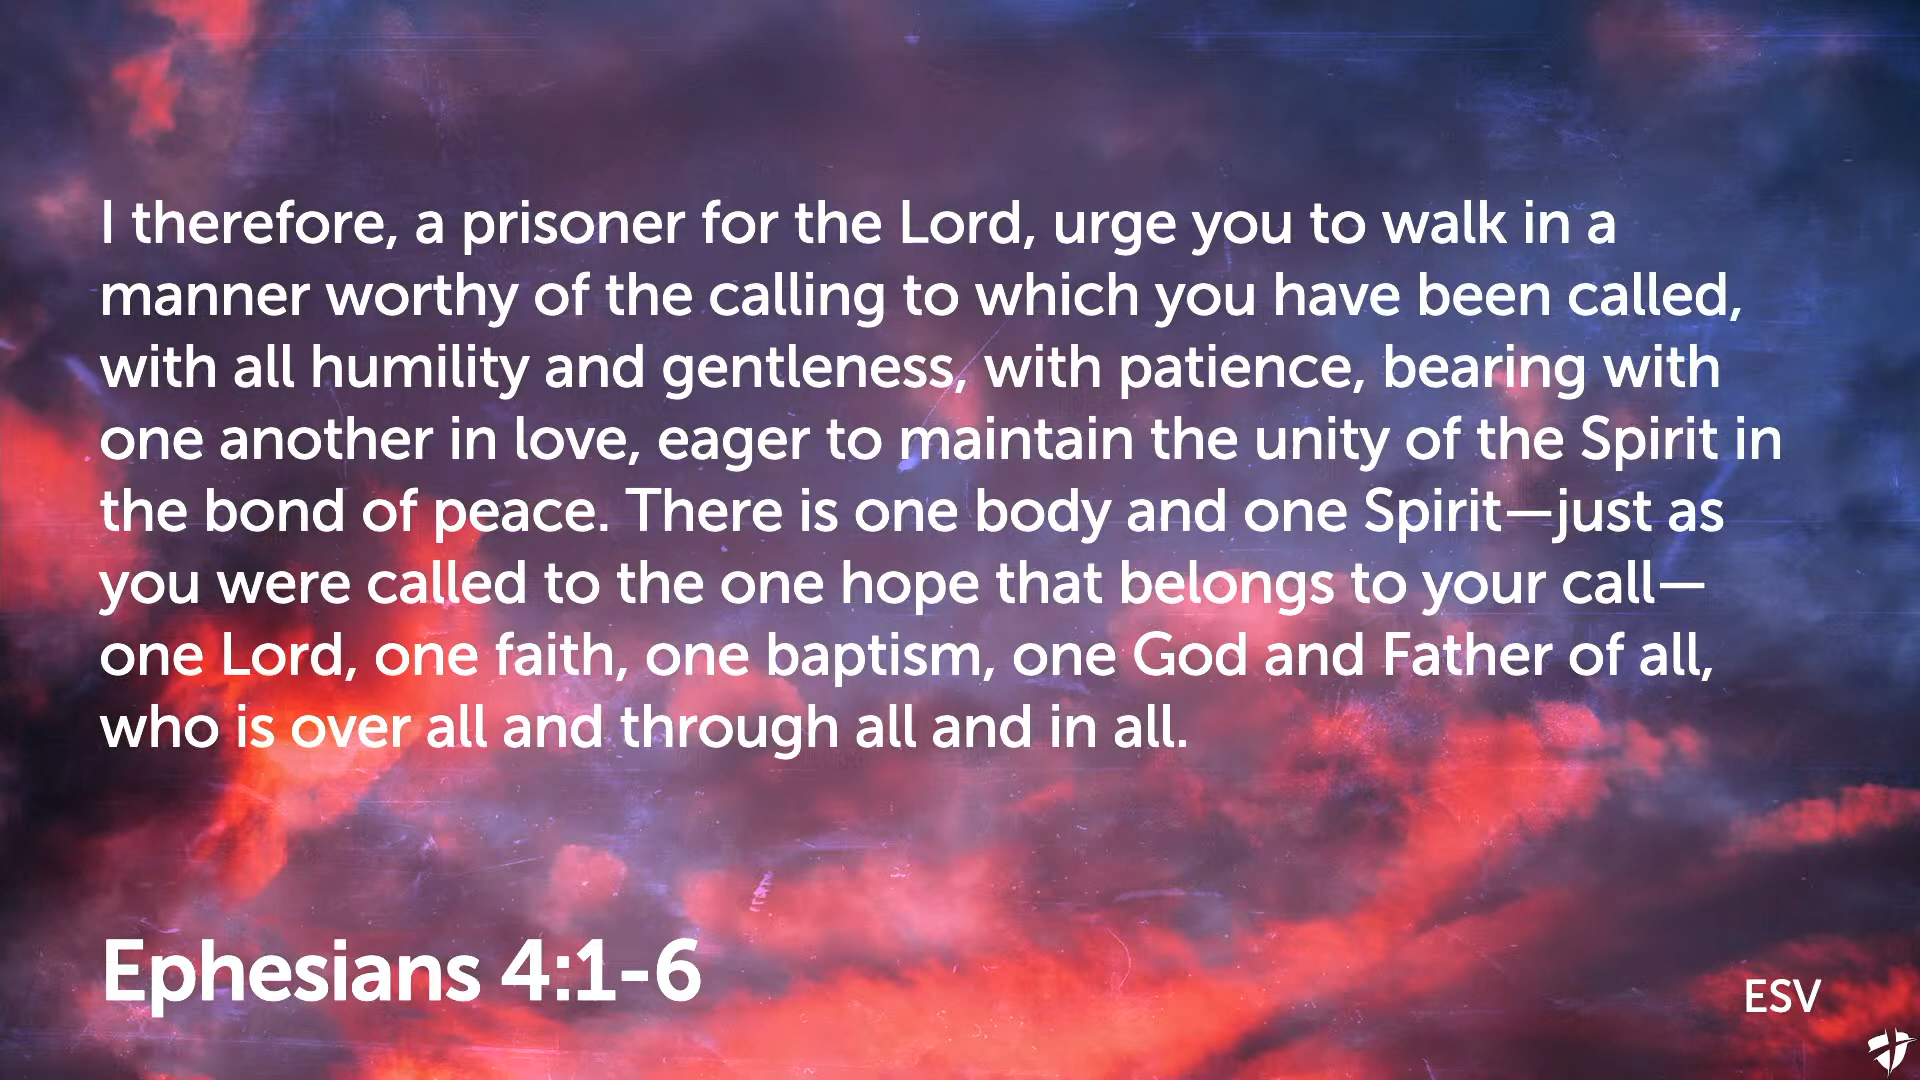 I therefore, a prisoner for the Lord, urge you to walk in a
manner worthy of the calling to which you have been called,
with all humility and gentleness, with patience, bearing with
one another in love, eager to maintain the unity of the Spirit in
the bond of peace. There is one body and one Spirit—just as
you were called to the one hope that belongs to your call—
one Lord, one faith, one baptism, one God and Father of all,
who is over all and through all and in all.
Ephesians 4:1-6
ESV